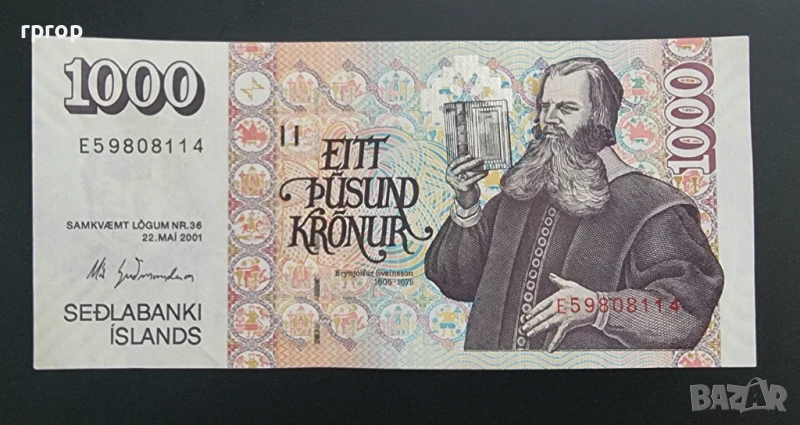 гргор
1000
E59808114
SAMKVÆMT LÖGUM NR. 36
22. MAÍ 2001
SEÐLABANKI
ÍSLANDS
EITT
ÞÚSUND
KRÓNUR
Brynjólfur Sveinsson
1605-1675
1000
E59808114
BAZAR